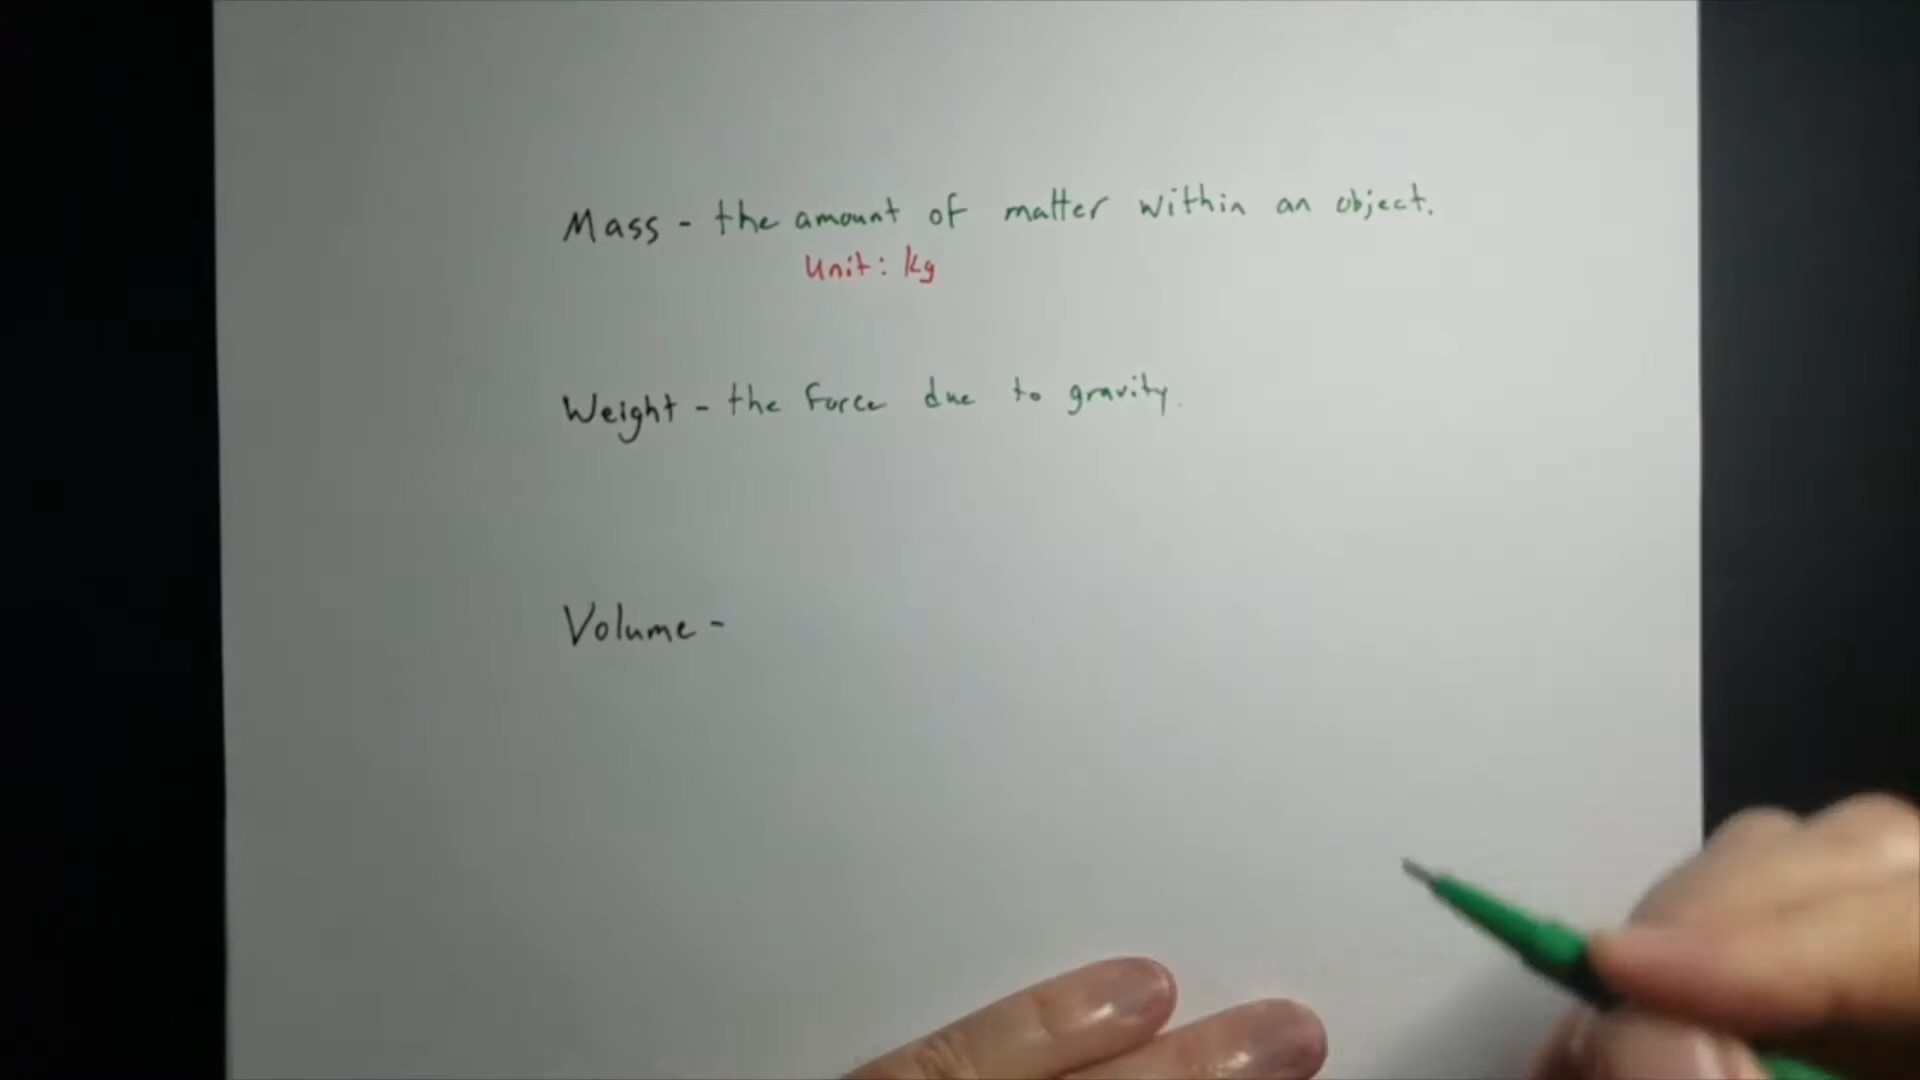 Mass - the amount of matter within an object.
Unit: kg
Weight - the force due to gravity.
Volume -